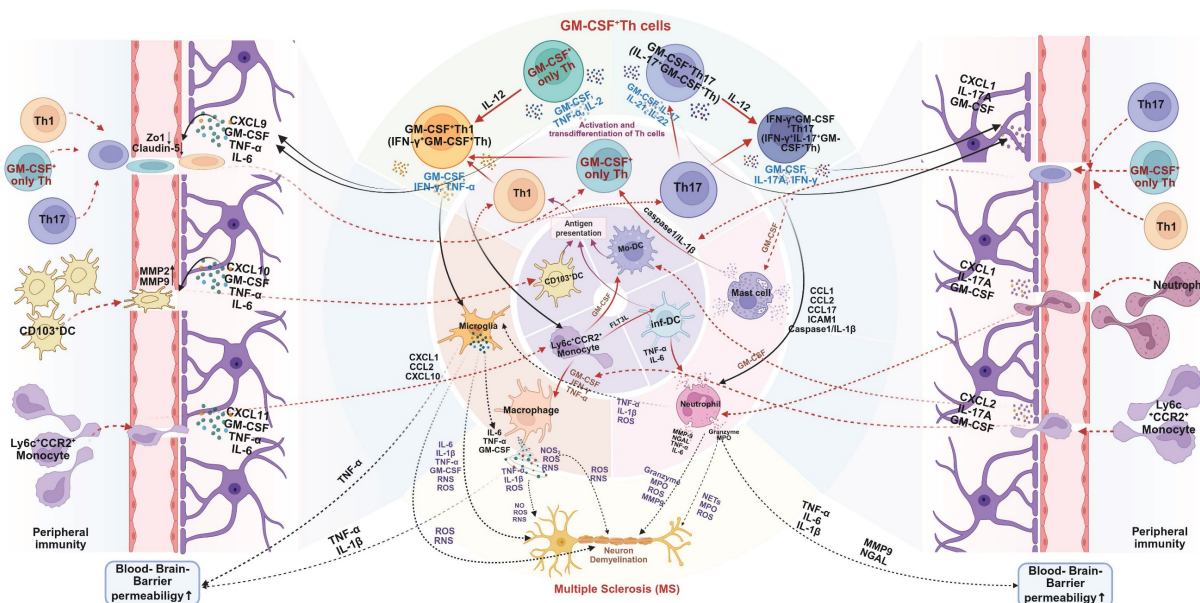 GM-CSF⁺Th cells
GM-CSF⁺
only Th
GM-CSF,
TNF-α, IL-2
IL-12
GM-CSF⁺Th1
(IFN-γ⁺GM-CSF⁺Th)
GM-CSF,
IFN-γ, TNF-α
GM-CSF⁺Th17
(IL-17⁺GM-CSF⁺Th)
GM-CSF, IL-17
IL-21, IL-22
IL-12
IFN-γ⁺GM-CSF⁺
Th17
(IFN-γ⁺IL-17⁺GM-
CSF⁺Th)
GM-CSF,
IL-17A, IFN-γ
Activation and
transdifferentiation of Th cells
GM-CSF⁺
only Th
Th1
Th17
Antigen
presentation
caspase1/IL-1β
GM-CSF
Mo-DC
CD103⁺DC
GM-CSF
FLT3L
inf-DC
Mast cell
Ly6c⁺CCR2⁺
Monocyte
TNF-α
IL-6
GM-CSF
Microglia
CXCL1
CCL2
CXCL10
GM-CSF
IFN-γ
TNF-α
Macrophage
TNF-α
IL-1β
ROS
Neutrophil
MMP-9
NGAL
TNF-α
IL-6
Granzyme
MPO
CCL1
CCL2
CCL17
ICAM1
Caspase1/IL-1β
IL-6
TNF-α
GM-CSF
IL-6
IL-1β
TNF-α
GM-CSF
RNS
ROS
NOS
ROS
RNS
TNF-α
IL-1β
ROS
NO
ROS
RNS
ROS
RNS
ROS
RNS
Granzyme
MPO
ROS
MMP9
NETs
MPO
ROS
Neuron
Demyelination
Multiple Sclerosis (MS)
Th1
GM-CSF⁺
only Th
Th17
Zo1↓
Claudin-5↓
CXCL9
GM-CSF
TNF-α
IL-6
CD103⁺DC
MMP2↑
MMP9
CXCL10
GM-CSF
TNF-α
IL-6
Ly6c⁺CCR2⁺
Monocyte
CXCL11
GM-CSF
TNF-α
IL-6
Peripheral
immunity
TNF-α
TNF-α
IL-1β
Blood- Brain-
Barrier
permeabiligy↑
CXCL1
IL-17A
GM-CSF
Th17
GM-CSF⁺
only Th
Th1
CXCL1
IL-17A
GM-CSF
Neutroph
CXCL2
IL-17A
GM-CSF
Ly6c
⁺CCR2⁺
Monocyte
Peripheral
immunity
TNF-α
IL-6
IL-1β
MMP9
NGAL
Blood- Brain-
Barrier
permeabiligy↑